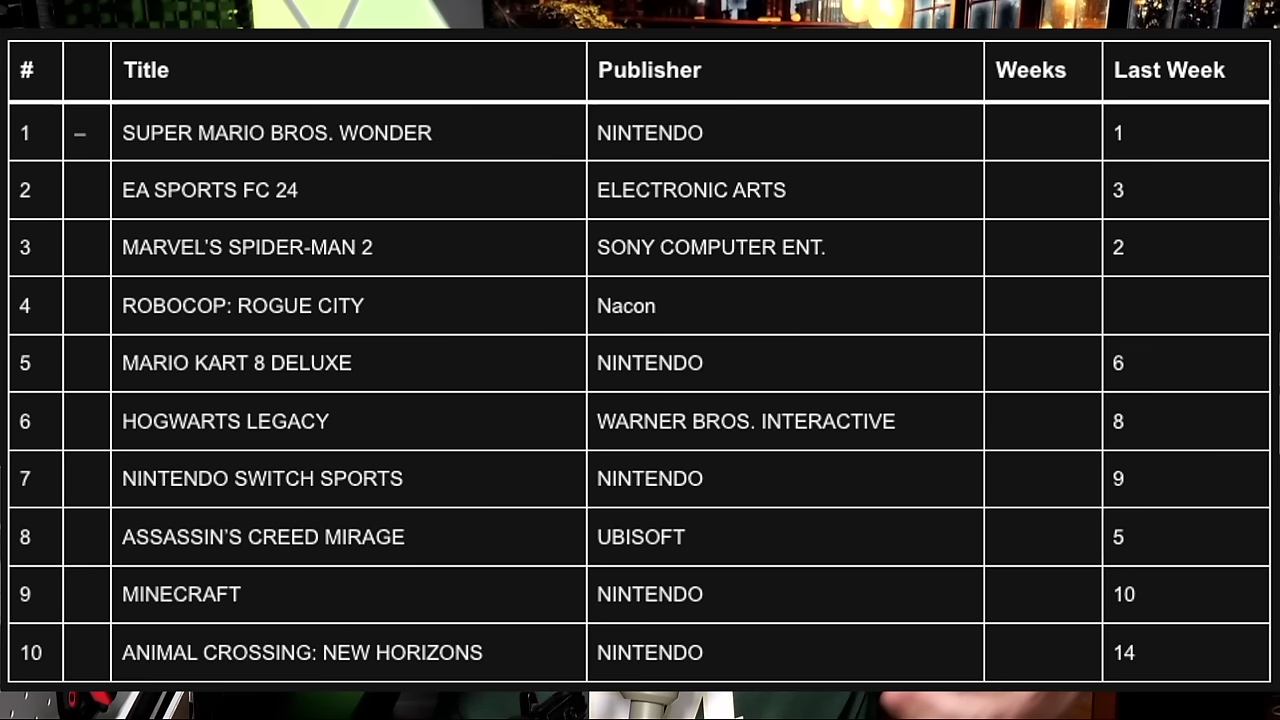 # Title Publisher Weeks Last Week
1 – SUPER MARIO BROS. WONDER NINTENDO 1
2 EA SPORTS FC 24 ELECTRONIC ARTS 3
3 MARVEL'S SPIDER-MAN 2 SONY COMPUTER ENT. 2
4 ROBOCOP: ROGUE CITY Nacon
5 MARIO KART 8 DELUXE NINTENDO 6
6 HOGWARTS LEGACY WARNER BROS. INTERACTIVE 8
7 NINTENDO SWITCH SPORTS NINTENDO 9
8 ASSASSIN'S CREED MIRAGE UBISOFT 5
9 MINECRAFT NINTENDO 10
10 ANIMAL CROSSING: NEW HORIZONS NINTENDO 14